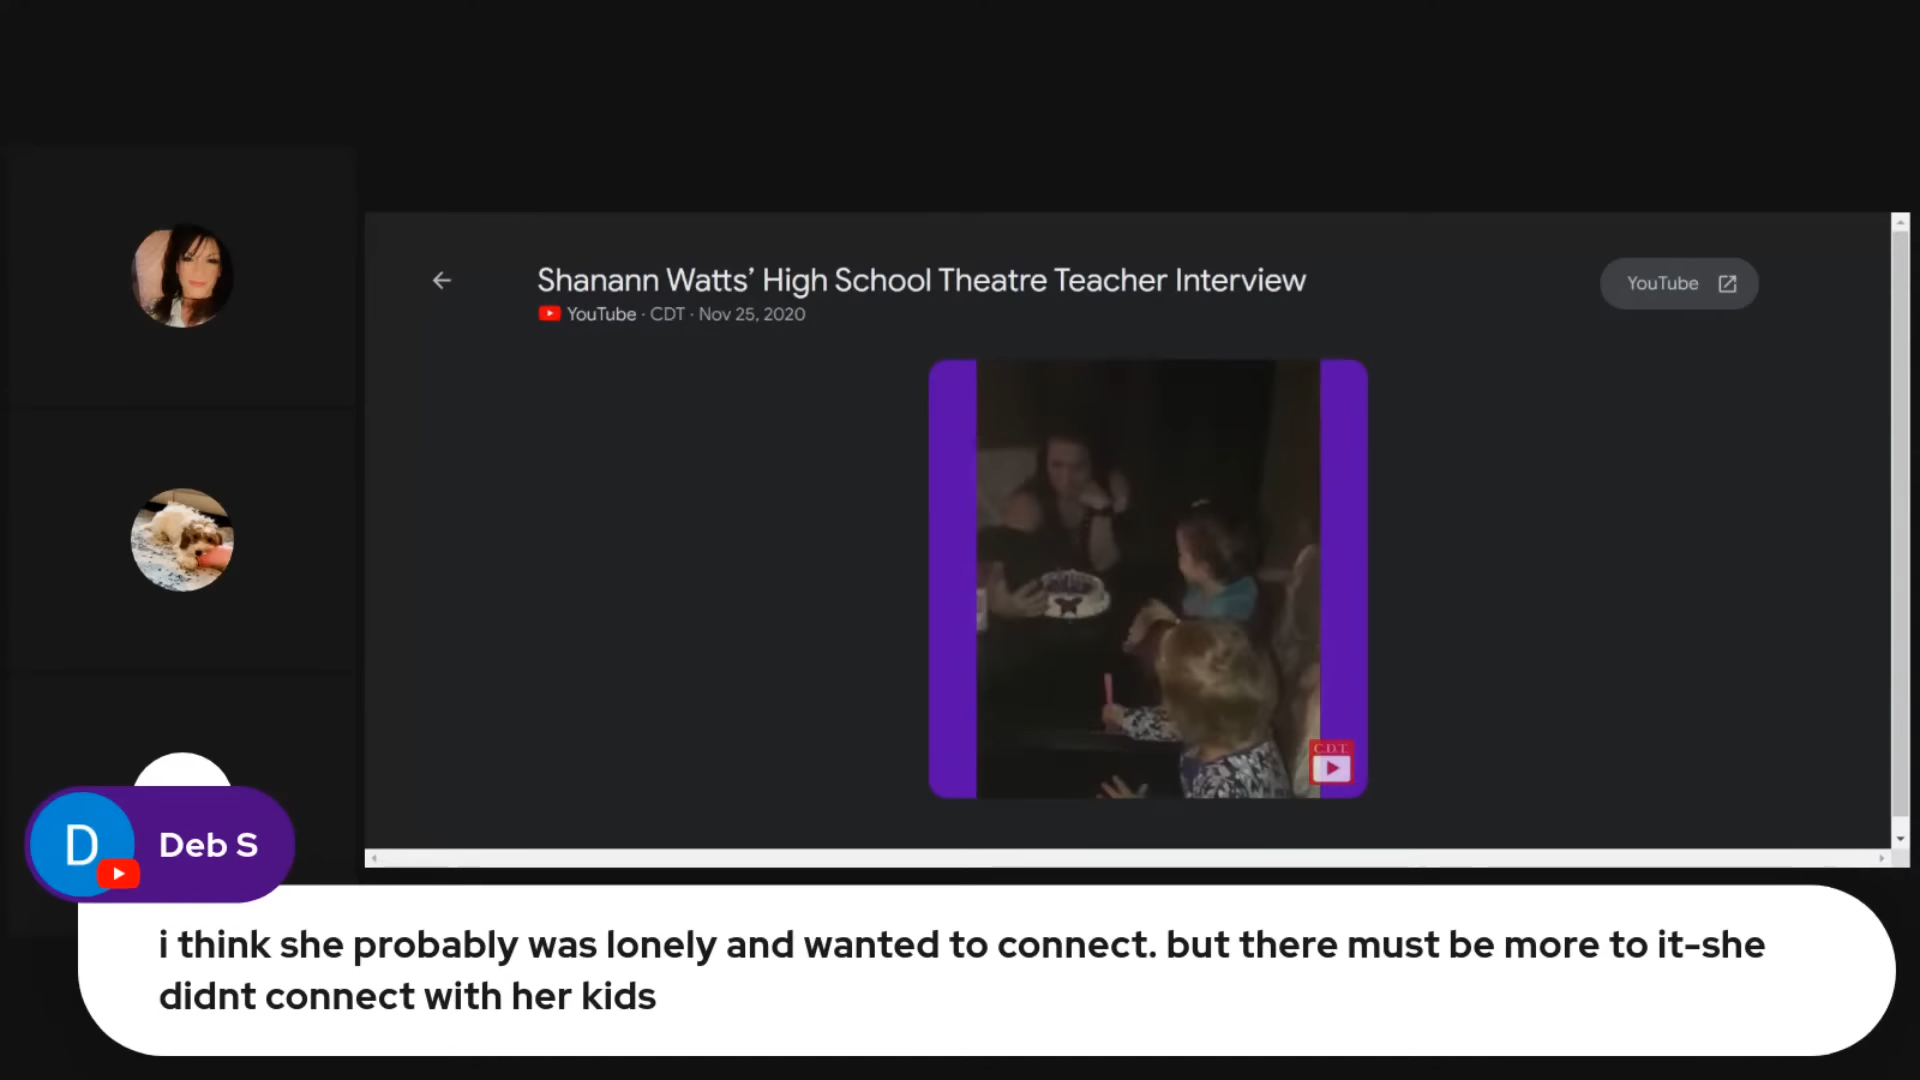 Shanann Watts’ High School Theatre Teacher Interview
YouTube · CDT · Nov 25, 2020
YouTube
C.D.T.
D
Deb S
i think she probably was lonely and wanted to connect. but there must be more to it-she
didnt connect with her kids